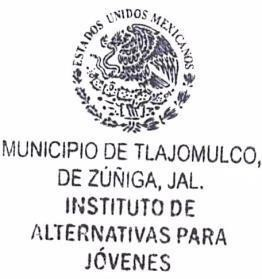 ESTADOS UNIDOS MEXICANOS
MUNICIPIO DE TLAJOMULCO,
DE ZÚÑIGA, JAL.
INSTITUTO DE
ALTERNATIVAS PARA
JÓVENES